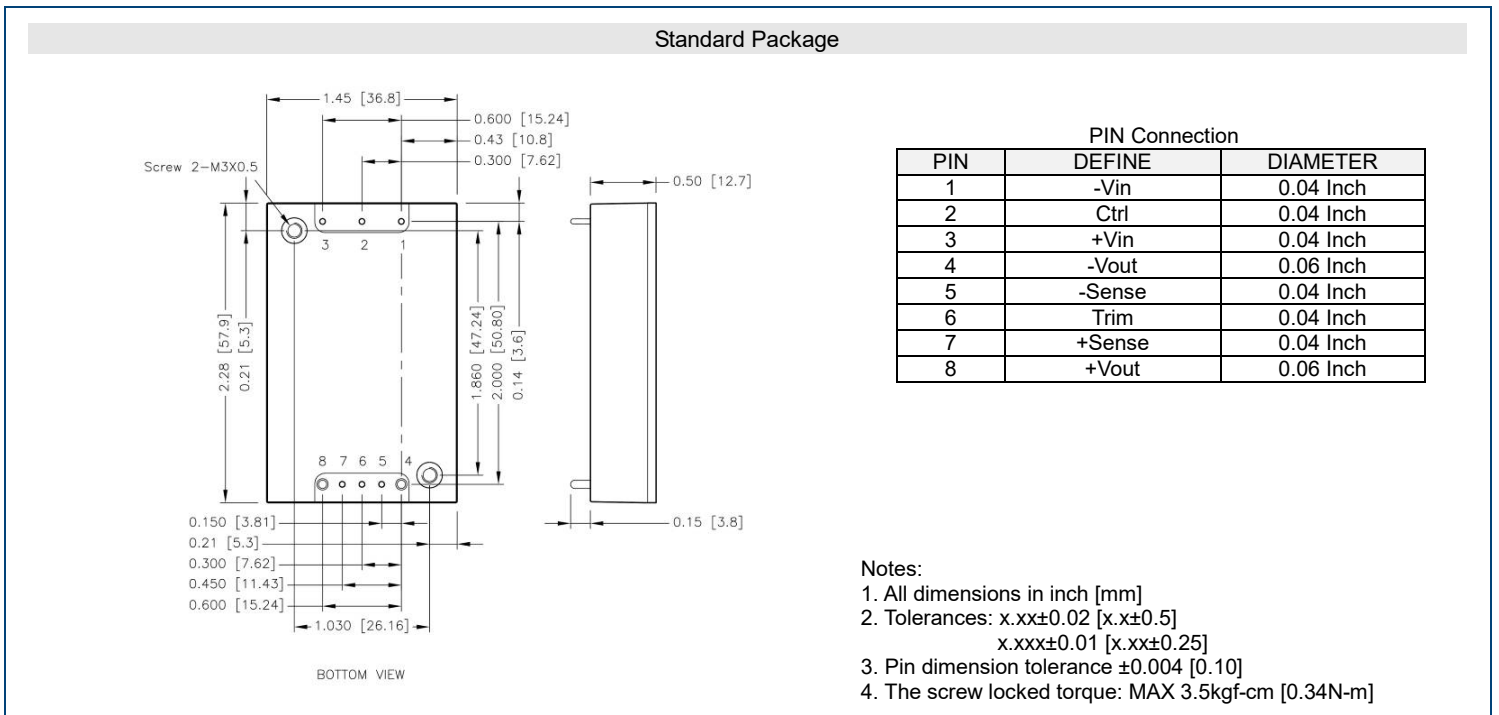 Standard Package
1.45 [36.8]
0.600 [15.24]
0.43 [10.8]
0.300 [7.62]
Screw 2-M3X0.5
0.50 [12.7]
3 2 1
2.28 [57.9]
0.21 [5.3]
1.860 [47.24]
2.000 [50.80]
0.14 [3.6]
8 7 6 5 4
0.150 [3.81]
0.15 [3.8]
0.21 [5.3]
0.300 [7.62]
0.450 [11.43]
0.600 [15.24]
1.030 [26.16]
BOTTOM VIEW
PIN Connection
PIN DEFINE DIAMETER
1 -Vin 0.04 Inch
2 Ctrl 0.04 Inch
3 +Vin 0.04 Inch
4 -Vout 0.06 Inch
5 -Sense 0.04 Inch
6 Trim 0.04 Inch
7 +Sense 0.04 Inch
8 +Vout 0.06 Inch
Notes:
1. All dimensions in inch [mm]
2. Tolerances: x.xx±0.02 [x.x±0.5]
x.xxx±0.01 [x.xx±0.25]
3. Pin dimension tolerance ±0.004 [0.10]
4. The screw locked torque: MAX 3.5kgf-cm [0.34N-m]